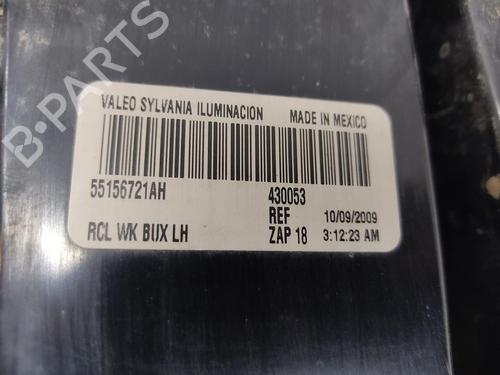 B-PARTS
VALEO SYLVANIA ILUMINACION MADE IN MEXICO
55156721AH 430053
REF 10/09/2009
RCL WK BUX LH ZAP 18 3:12:23 AM